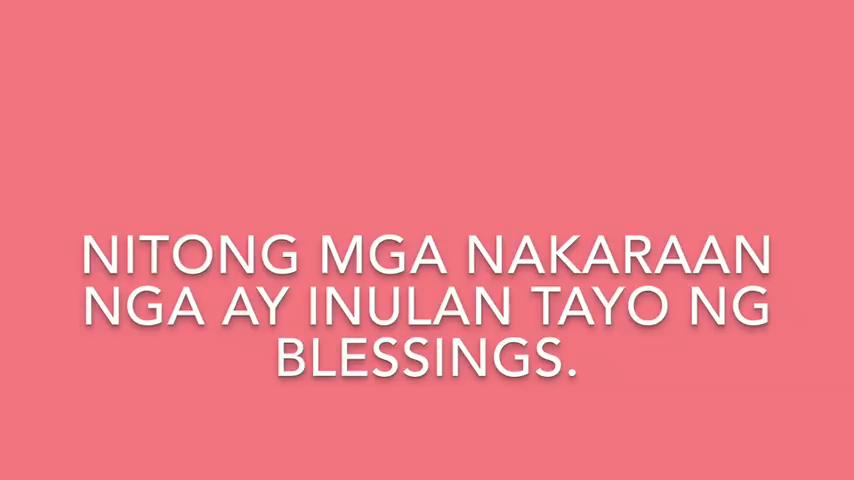 NITONG MGA NAKARAAN
NGA AY INULAN TAYO NG
BLESSINGS.